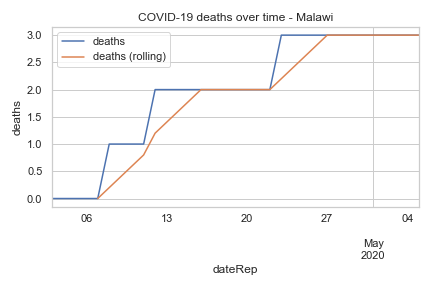 COVID-19 deaths over time - Malawi
deaths
deaths (rolling)
deaths
3.0
2.5
2.0
1.5
1.0
0.5
0.0
06 13 20 27 04
May
2020
dateRep